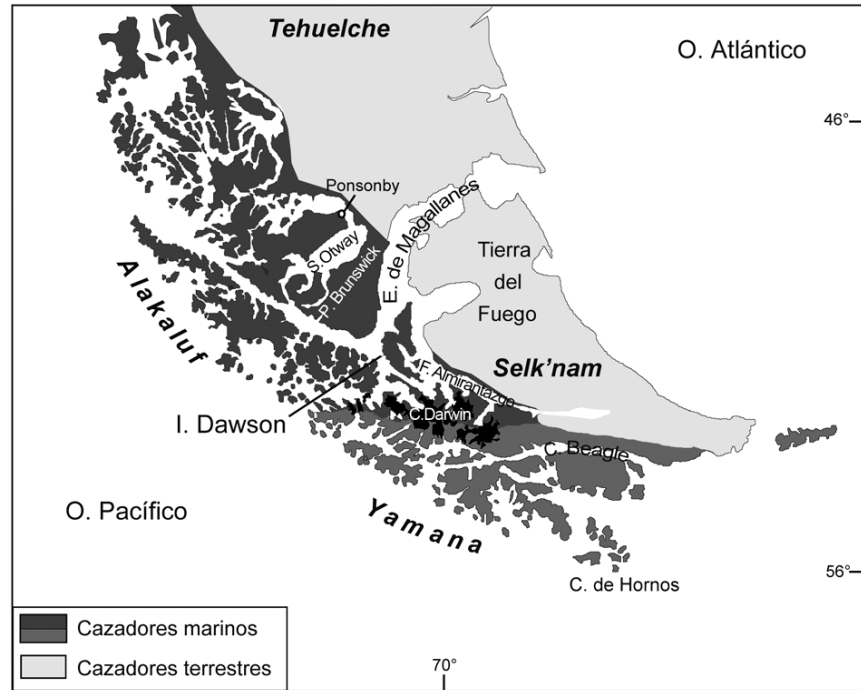 Tehuelche
O. Atlántico
46°
Ponsonby
S.Otway
P. Brunswick
E. de Magallanes
Tierra
del
Fuego
Alakaluf
Selk'nam
F. Almirantazgo
I. Dawson
C.Darwin
C. Beagle
O. Pacífico
Yamana
C. de Hornos
56°
Cazadores marinos
Cazadores terrestres
70°